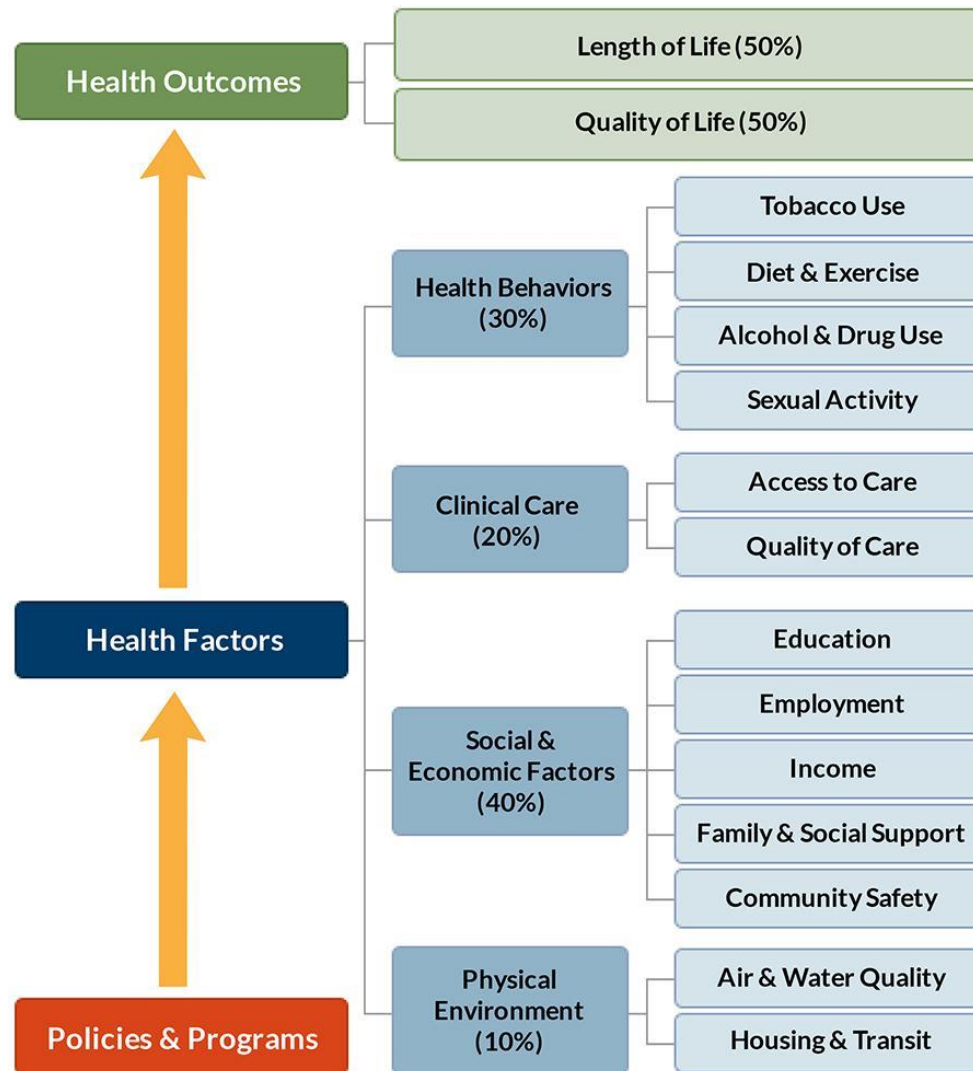 Health Outcomes
Length of Life (50%)
Quality of Life (50%)
Health Factors
Health Behaviors
(30%)
Tobacco Use
Diet & Exercise
Alcohol & Drug Use
Sexual Activity
Clinical Care
(20%)
Access to Care
Quality of Care
Social &
Economic Factors
(40%)
Education
Employment
Income
Family & Social Support
Community Safety
Physical
Environment
(10%)
Air & Water Quality
Housing & Transit
Policies & Programs